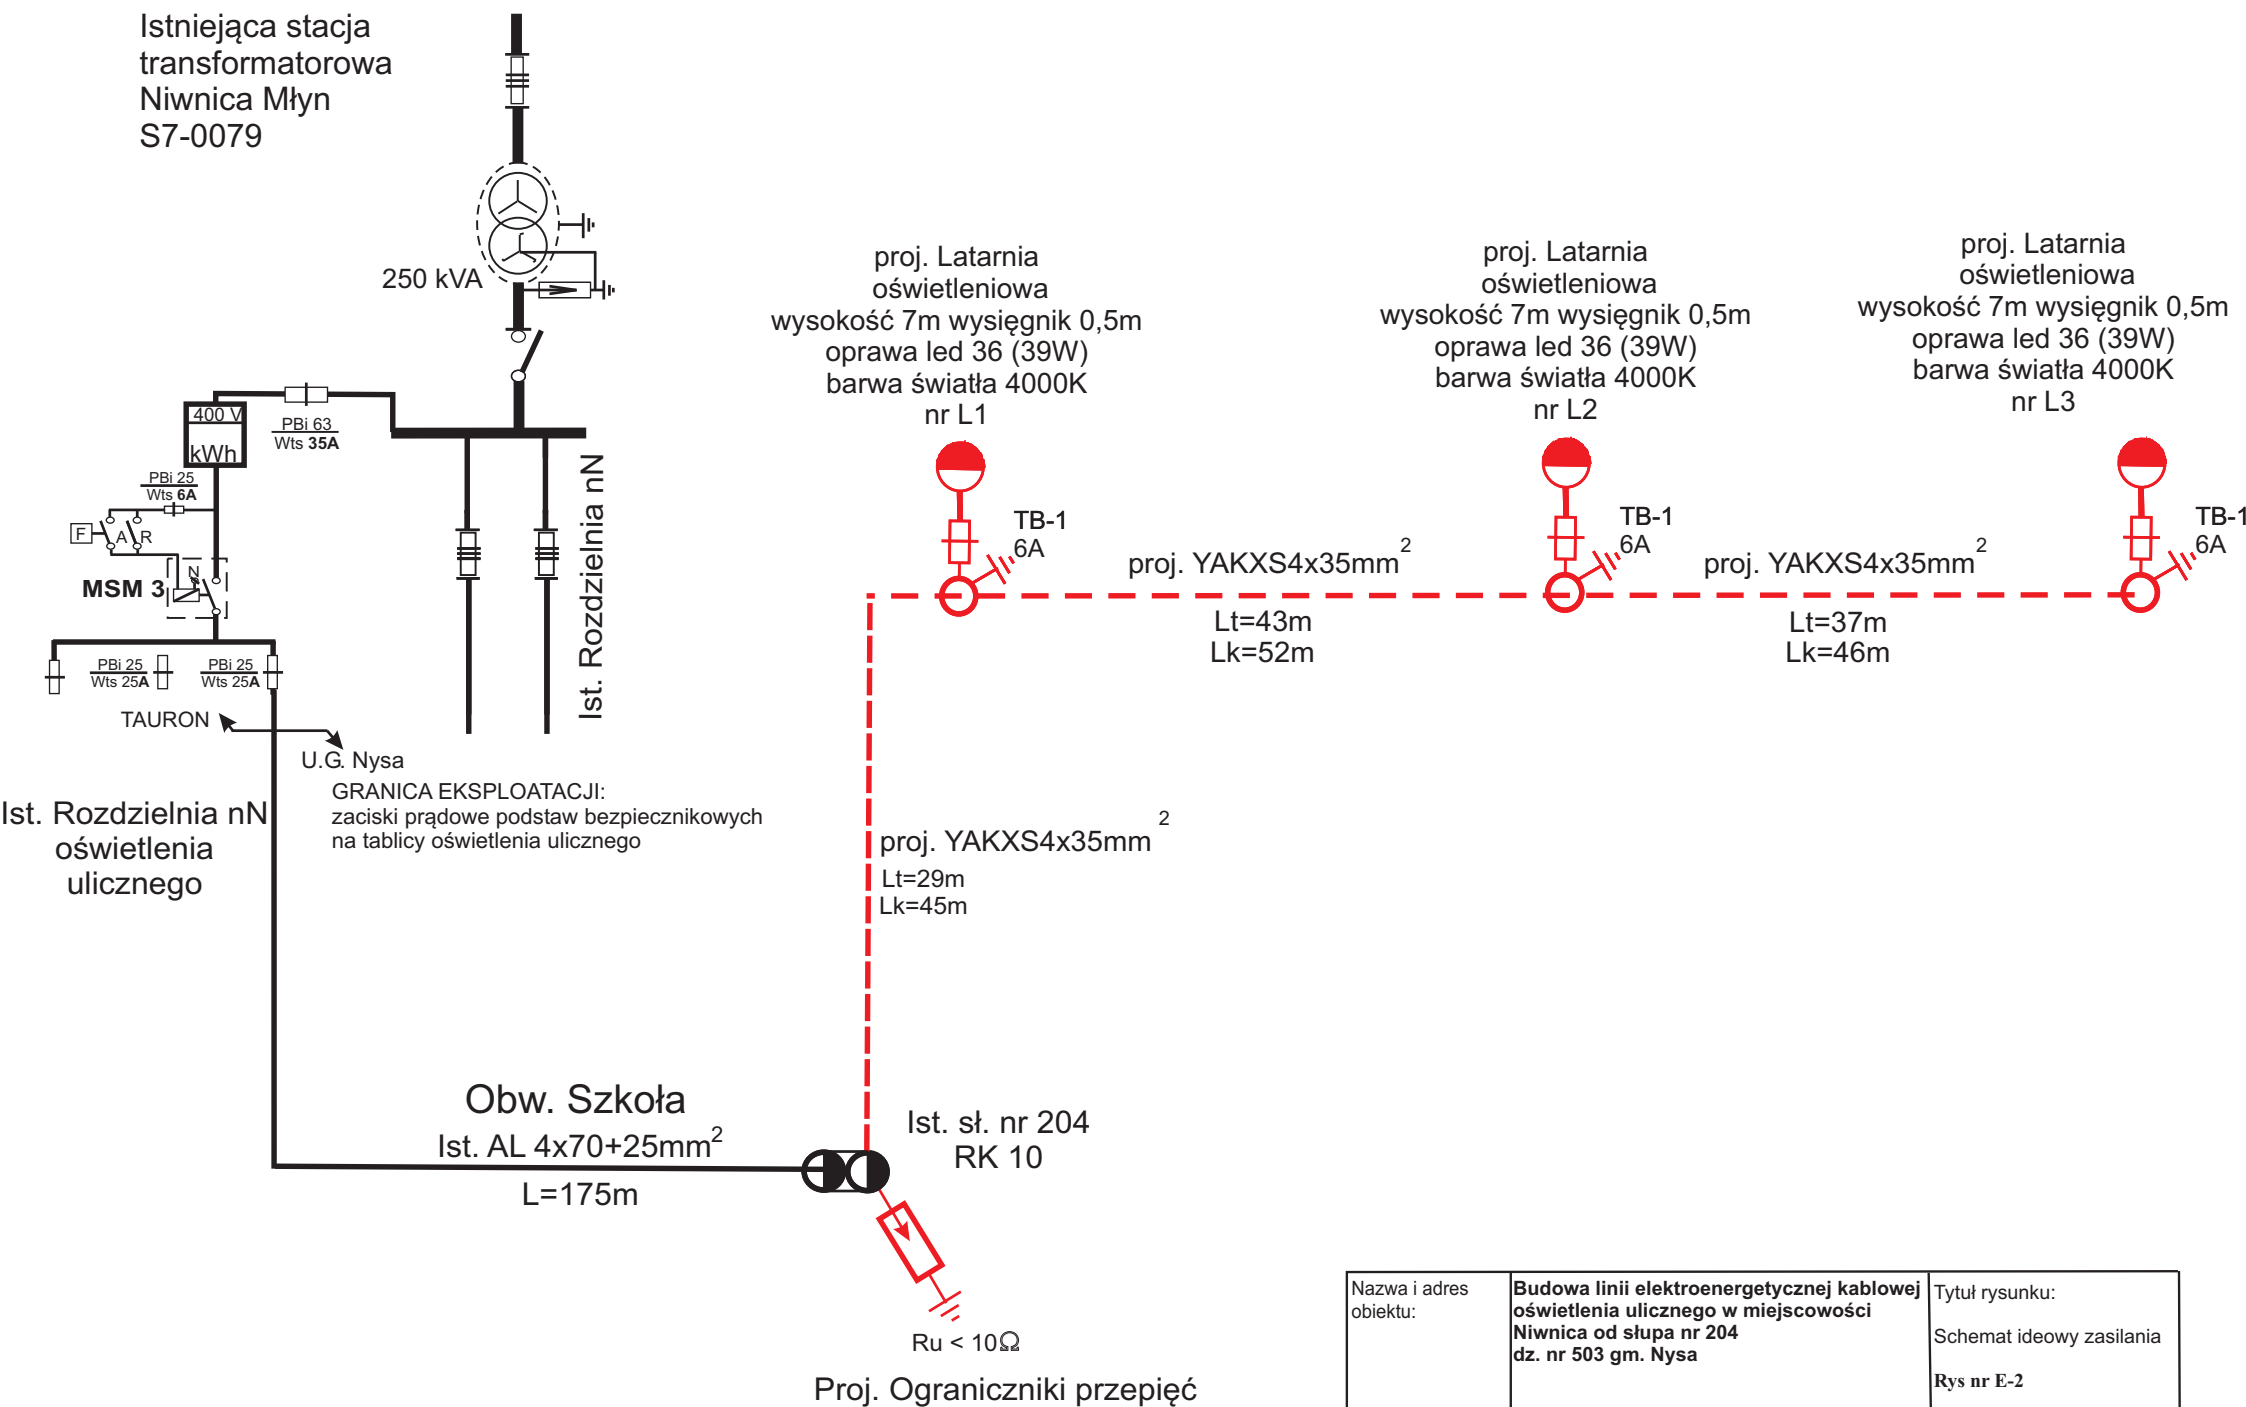 Istniejąca stacja
transformatorowa
Niwnica Młyn
S7-0079
250 kVA
400 V
kWh
PBi 63
Wts 35A
PBi 25
Wts 6A
F
A
R
N
MSM 3
PBi 25
Wts 25A
PBi 25
Wts 25A
Ist. Rozdzielnia nN
TAURON
U.G. Nysa
GRANICA EKSPLOATACJI:
zaciski prądowe podstaw bezpiecznikowych
na tablicy oświetlenia ulicznego
Ist. Rozdzielnia nN
oświetlenia
ulicznego
proj. Latarnia
oświetleniowa
wysokość 7m wysięgnik 0,5m
oprawa led 36 (39W)
barwa światła 4000K
nr L1
TB-1
6A
proj. YAKXS4x35mm²
Lt=43m
Lk=52m
proj. Latarnia
oświetleniowa
wysokość 7m wysięgnik 0,5m
oprawa led 36 (39W)
barwa światła 4000K
nr L2
TB-1
6A
proj. YAKXS4x35mm²
Lt=37m
Lk=46m
proj. Latarnia
oświetleniowa
wysokość 7m wysięgnik 0,5m
oprawa led 36 (39W)
barwa światła 4000K
nr L3
TB-1
6A
proj. YAKXS4x35mm²
Lt=29m
Lk=45m
Obw. Szkoła
Ist. AL 4x70+25mm²
L=175m
Ist. sł. nr 204
RK 10
Ru < 10Ω
Proj. Ograniczniki przepięć
Nazwa i adres
obiektu:
Budowa linii elektroenergetycznej kablowej
oświetlenia ulicznego w miejscowości
Niwnica od słupa nr 204
dz. nr 503 gm. Nysa
Tytuł rysunku:
Schemat ideowy zasilania
Rys nr E-2